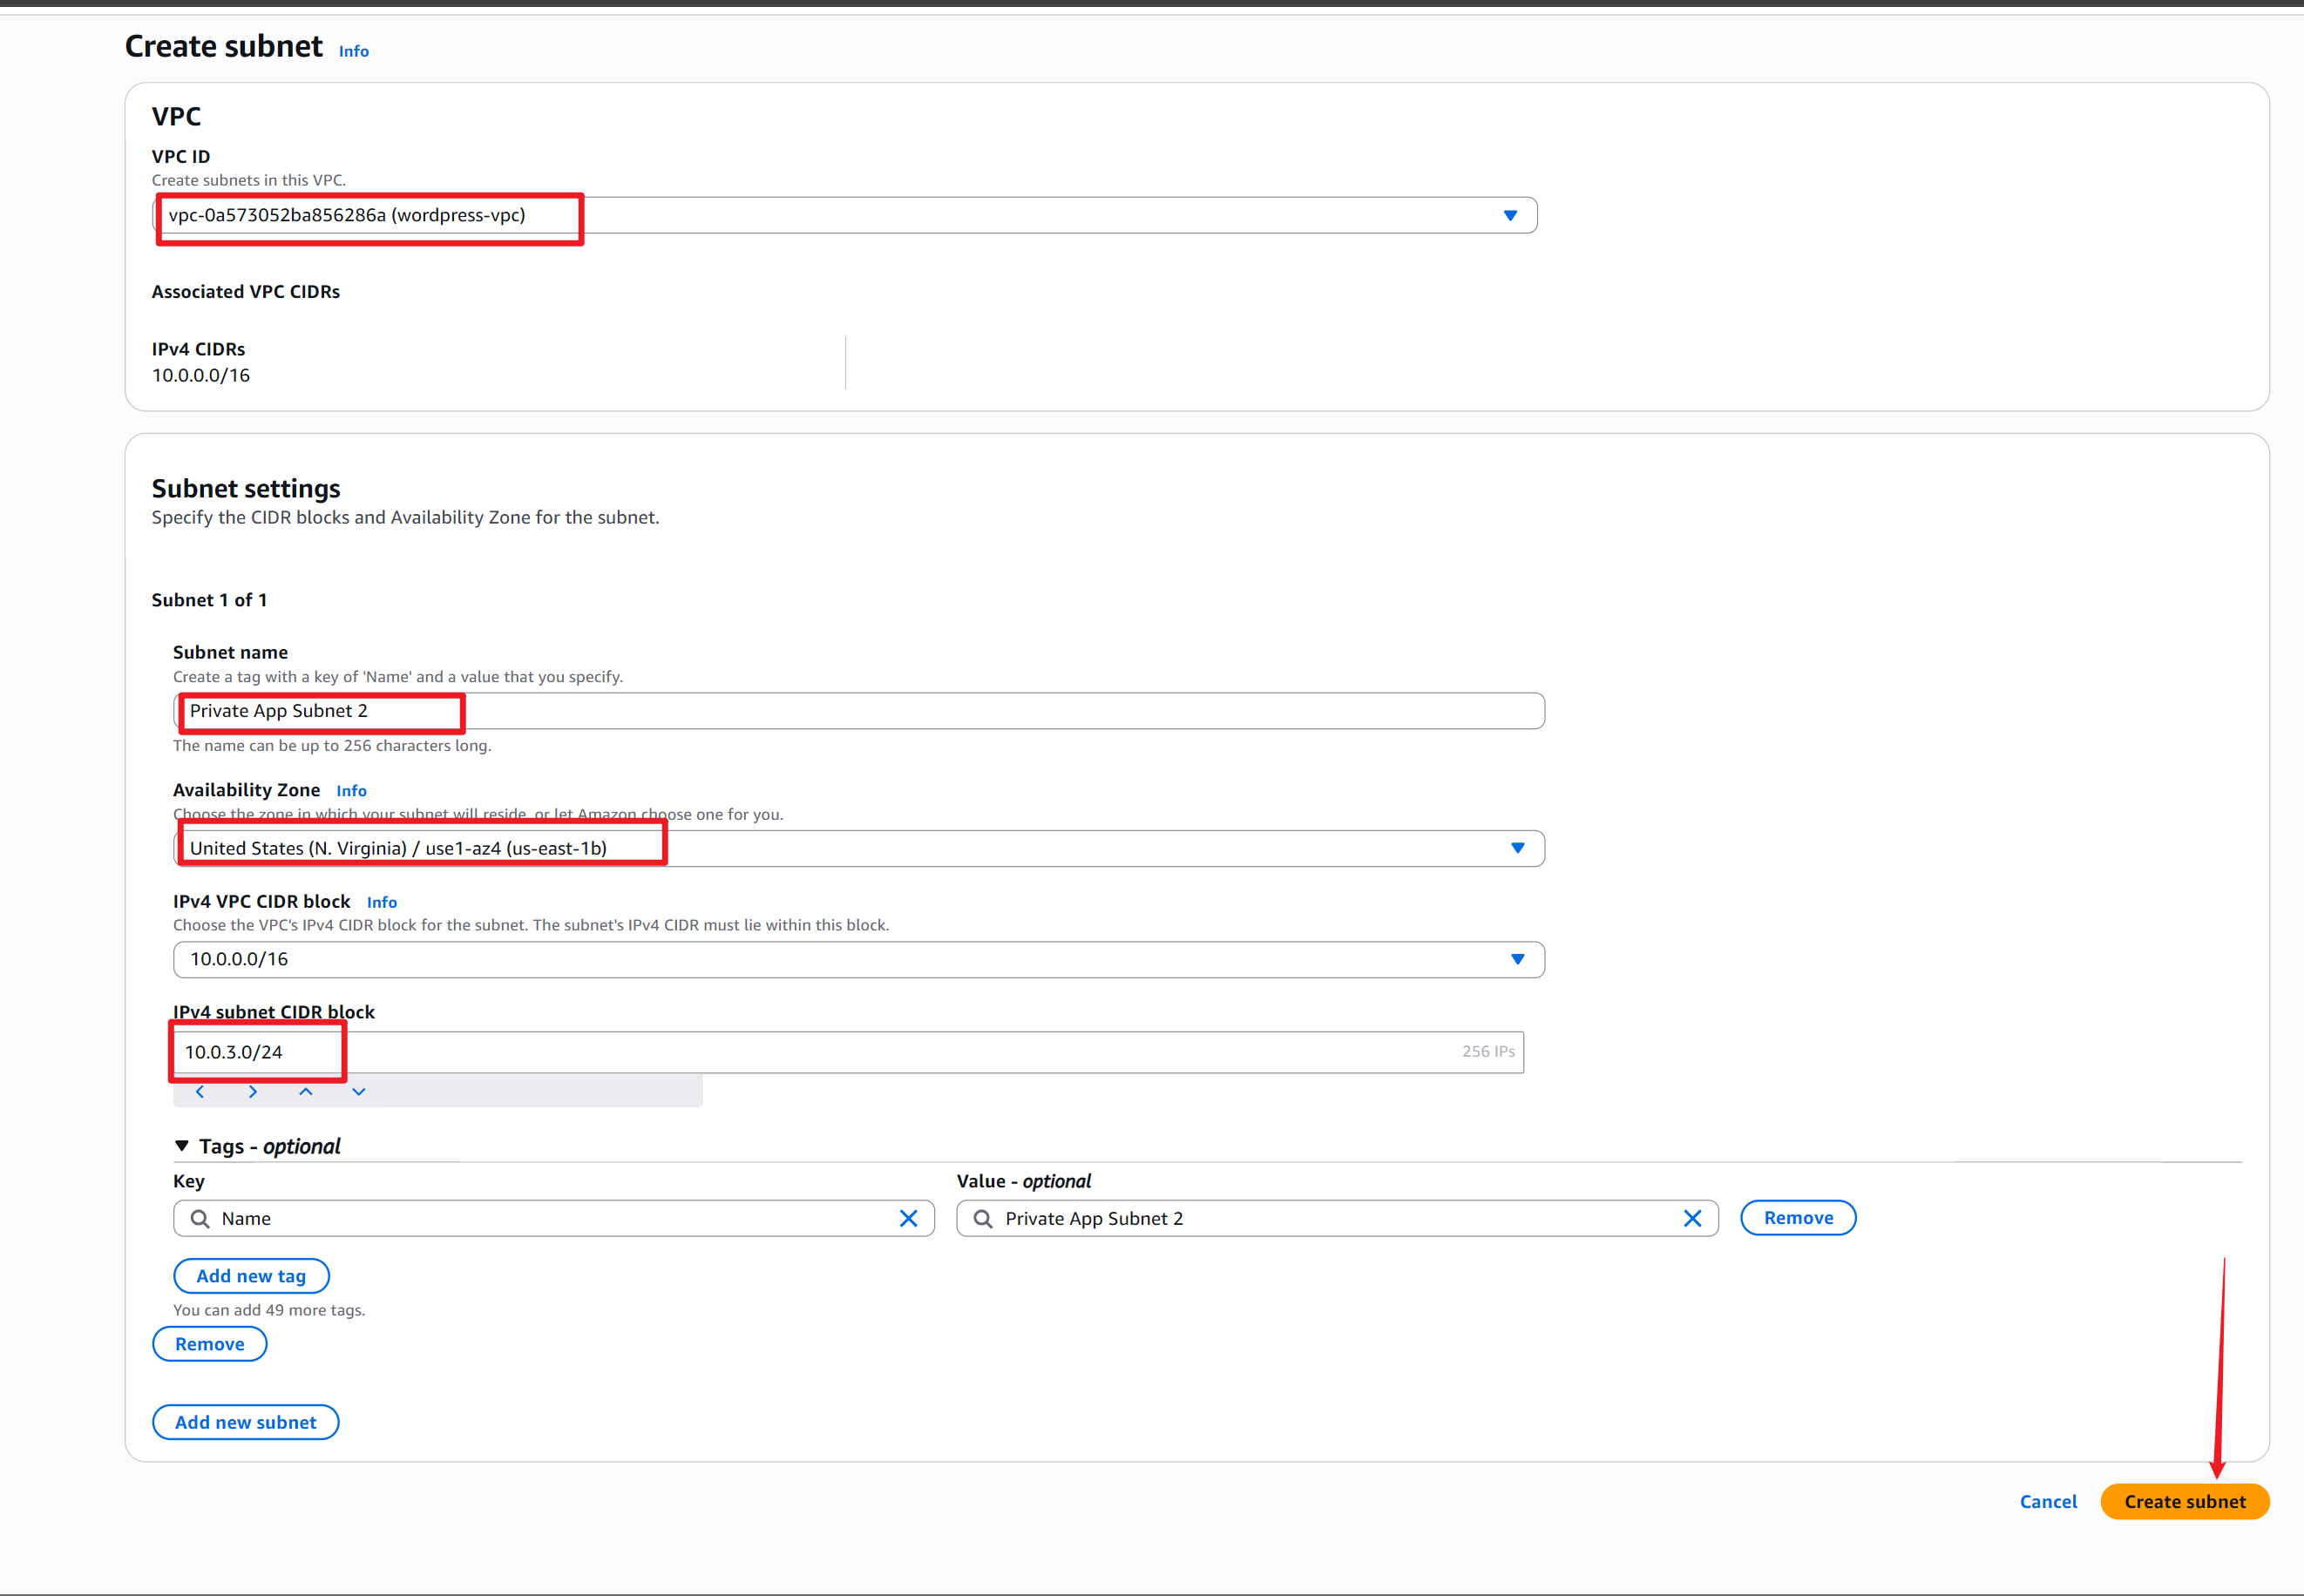 Create subnet Info
VPC
VPC ID
Create subnets in this VPC.
vpc-0a573052ba856286a (wordpress-vpc)
Associated VPC CIDRs
IPv4 CIDRs
10.0.0.0/16
Subnet settings
Specify the CIDR blocks and Availability Zone for the subnet.
Subnet 1 of 1
Subnet name
Create a tag with a key of 'Name' and a value that you specify.
Private App Subnet 2
The name can be up to 256 characters long.
Availability Zone Info
Choose the zone in which your subnet will reside, or let Amazon choose one for you.
United States (N. Virginia) / use1-az4 (us-east-1b)
IPv4 VPC CIDR block Info
Choose the VPC's IPv4 CIDR block for the subnet. The subnet's IPv4 CIDR must lie within this block.
10.0.0.0/16
IPv4 subnet CIDR block
10.0.3.0/24 256 IPs
Tags - optional
Key Value - optional
Name Private App Subnet 2 Remove
Add new tag
You can add 49 more tags.
Remove
Add new subnet
Cancel Create subnet